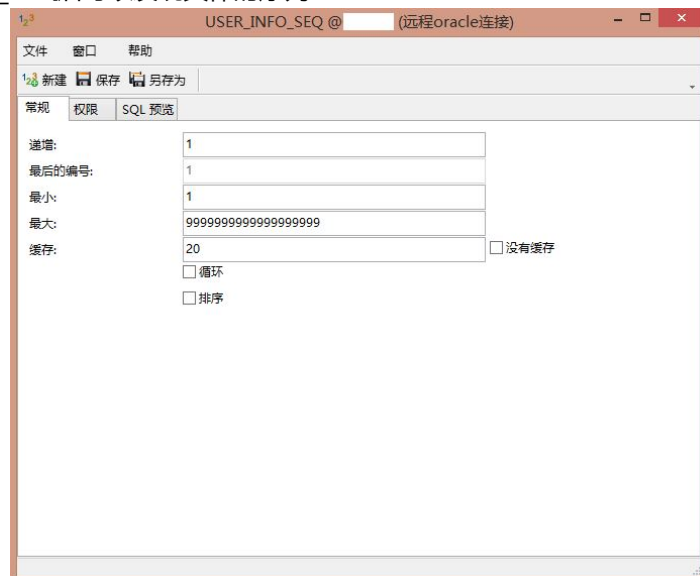 USER_INFO_SEQ @ (远程oracle连接)
文件 窗口 帮助
新建 保存 另存为
常规 权限 SQL 预览
递增: 1
最后的编号: 1
最小: 1
最大: 9999999999999999999
缓存: 20 没有缓存
循环
排序